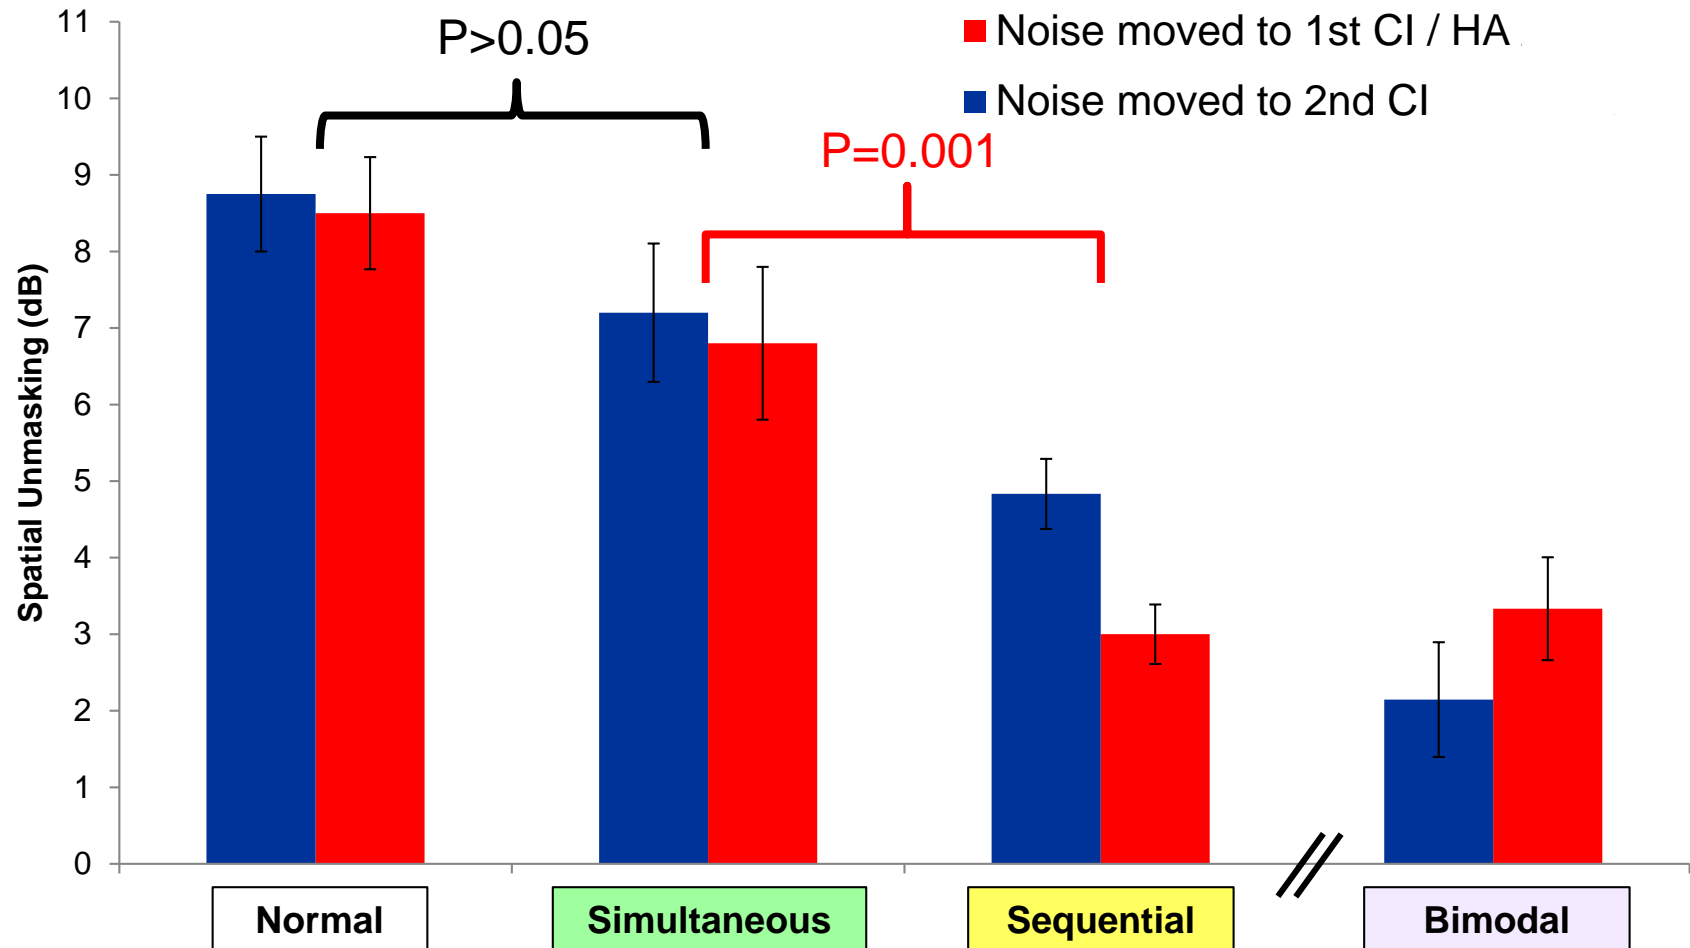 11
P>0.05
Noise moved to 1st CI / HA
10
Noise moved to 2nd CI
P=0.001
9
8
7
6
5
4
3
2
1
0
Spatial Unmasking (dB)
Normal
Simultaneous
Sequential
Bimodal